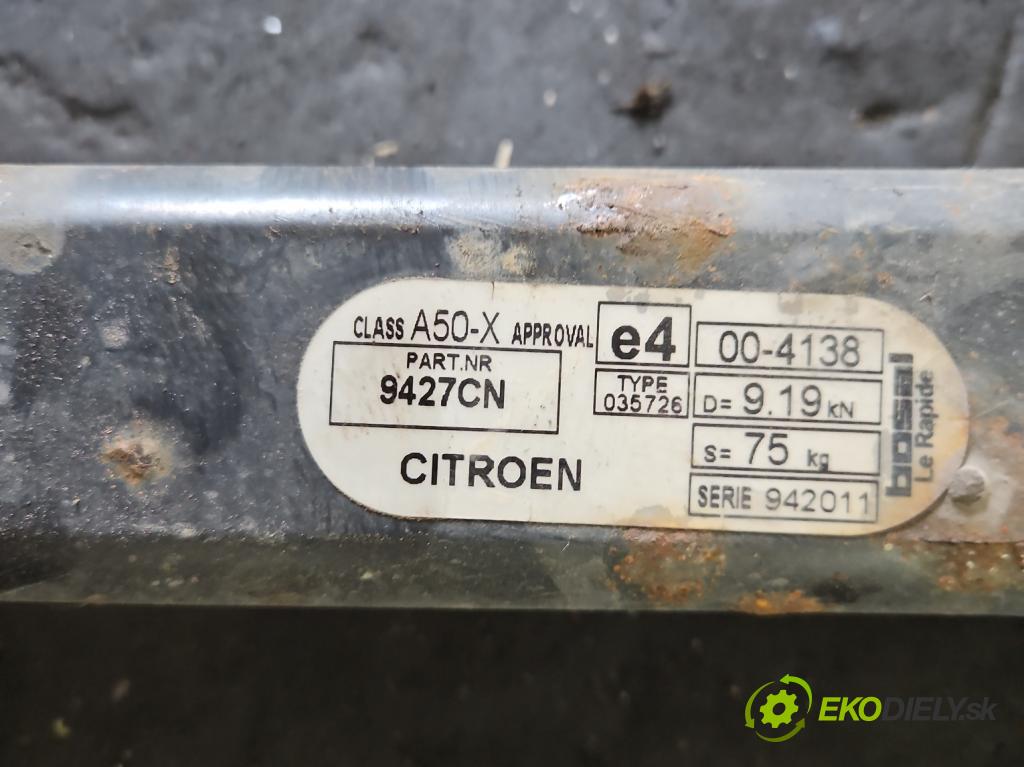 CLASS A50-X APPROVAL
PART.NR
9427CN
CITROEN
e4
TYPE
035726
00-4138
D= 9.19 kN
S= 75 kg
SERIE 942011
bosal
Le Rapide
EKODIELY.sk